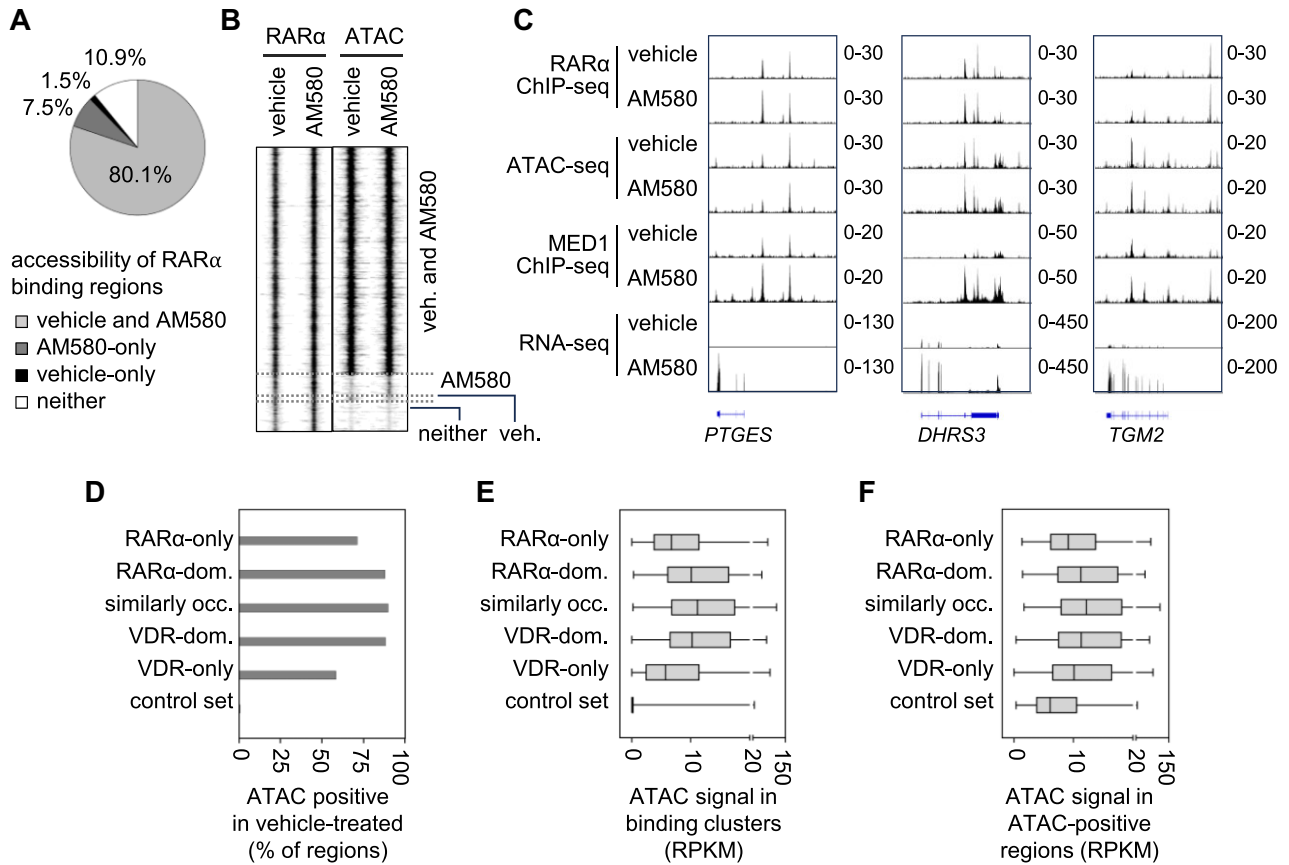 A
10.9%
1.5%
7.5%
80.1%
accessibility of RARα
binding regions
vehicle and AM580
AM580-only
vehicle-only
neither
B
RARα ATAC
vehicle
AM580
vehicle
AM580
veh. and AM580
AM580
neither veh.
C
RARα
ChIP-seq
vehicle
0-30
0-30
0-30
AM580
0-30
0-30
0-30
ATAC-seq
vehicle
0-30
0-30
0-20
AM580
0-30
0-30
0-20
MED1
ChIP-seq
vehicle
0-20
0-50
0-20
AM580
0-20
0-50
0-20
RNA-seq
vehicle
0-130
0-450
0-200
AM580
0-130
0-450
0-200
PTGES
DHRS3
TGM2
D
RARα-only
RARα-dom.
similarly occ.
VDR-dom.
VDR-only
control set
0
25
50
75
100
ATAC positive
in vehicle-treated
(% of regions)
E
RARα-only
RARα-dom.
similarly occ.
VDR-dom.
VDR-only
control set
0
10
20
150
ATAC signal in
binding clusters
(RPKM)
F
RARα-only
RARα-dom.
similarly occ.
VDR-dom.
VDR-only
control set
0
10
20
150
ATAC signal in
ATAC-positive
regions (RPKM)